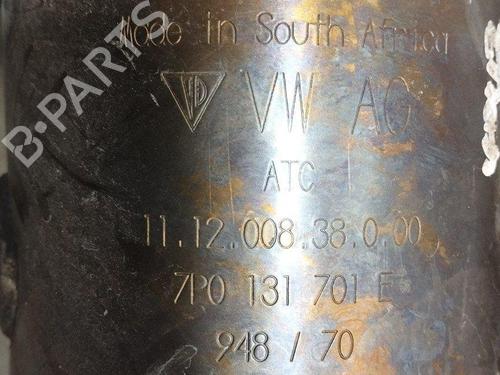 Made in South Africa
VW AG
ATC
11.12.008.38.0.00
7P0 131 701 E
948 / 70
B-PARTS